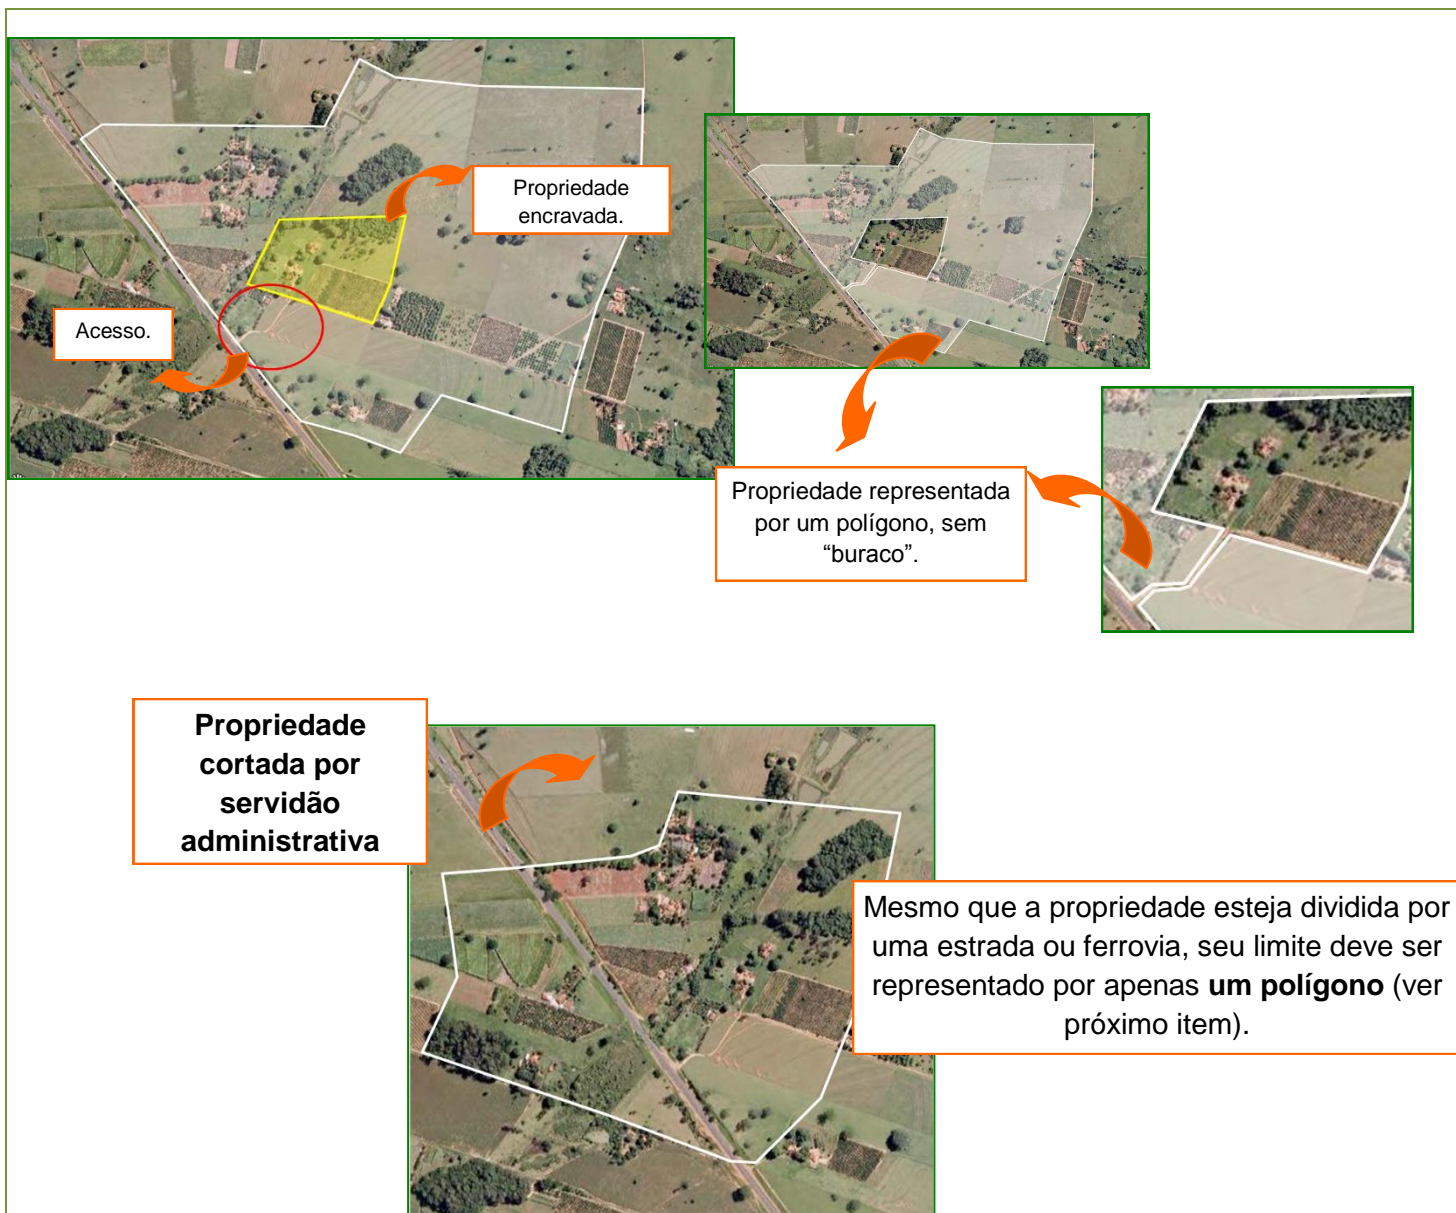 Propriedade
encravada.
Acesso.
Propriedade representada
por um polígono, sem
“buraco”.
Propriedade
cortada por
servidão
administrativa
Mesmo que a propriedade esteja dividida por
uma estrada ou ferrovia, seu limite deve ser
representado por apenas um polígono (ver
próximo item).